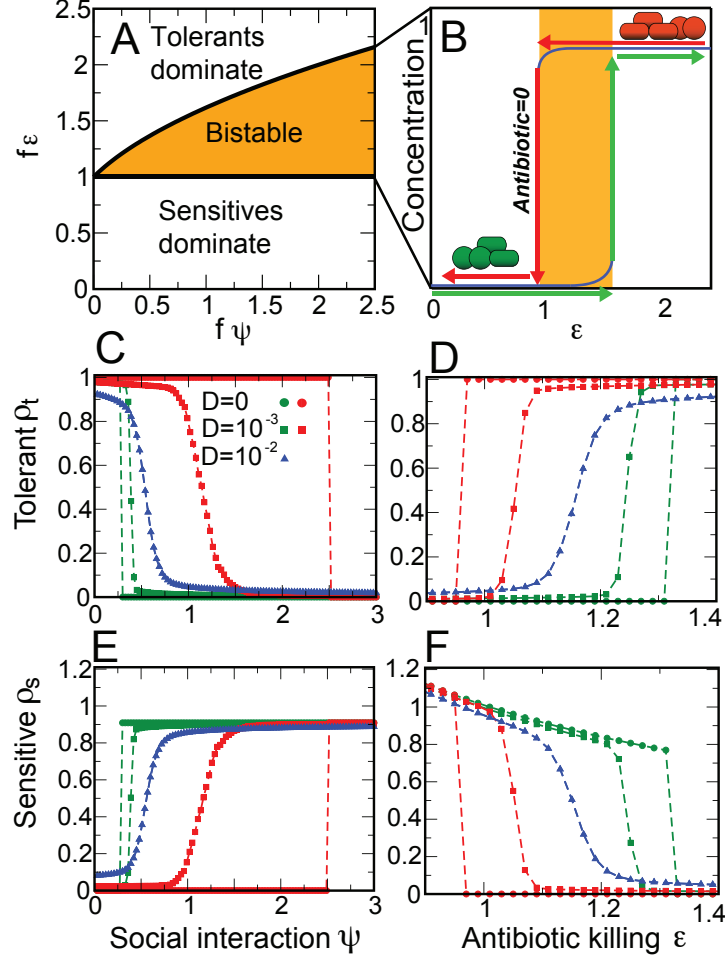 A
Tolerants
dominate
Bistable
Sensitives
dominate
f ε
2.5
2
1.5
1
0.5
0
0
0.5
1
1.5
2
2.5
f ψ
B
Concentration
1
Antibiotic=0
0
1
2
ε
C
Tolerant ρt
1
0.8
0.6
0.4
0.2
0
D=0
D=10-3
D=10-2
0
1
2
3
D
1
0.8
0.6
0.4
0.2
0
1
1.2
1.4
E
Sensitive ρs
1.2
0.9
0.6
0.4
0.2
0
0
1
2
3
Social interaction ψ
F
1.2
1
0.8
0.6
0.4
0.2
0
1
1.2
1.4
Antibiotic killing ε